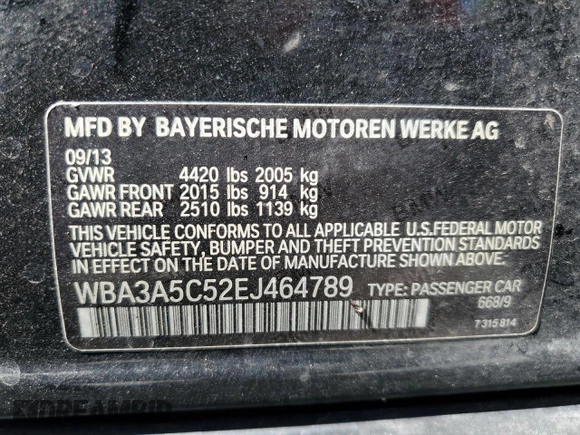 MFD BY BAYERISCHE MOTOREN WERKE AG
09/13
GVWR 4420 lbs 2005 kg
GAWR FRONT 2015 lbs 914 kg
GAWR REAR 2510 lbs 1139 kg
THIS VEHICLE CONFORMS TO ALL APPLICABLE U.S.FEDERAL MOTOR
VEHICLE SAFETY, BUMPER AND THEFT PREVENTION STANDARDS
IN EFFECT ON THE DATE OF MANUFACTURE SHOWN ABOVE.
WBA3A5C52EJ464789 TYPE: PASSENGER CAR
668/9
7315814